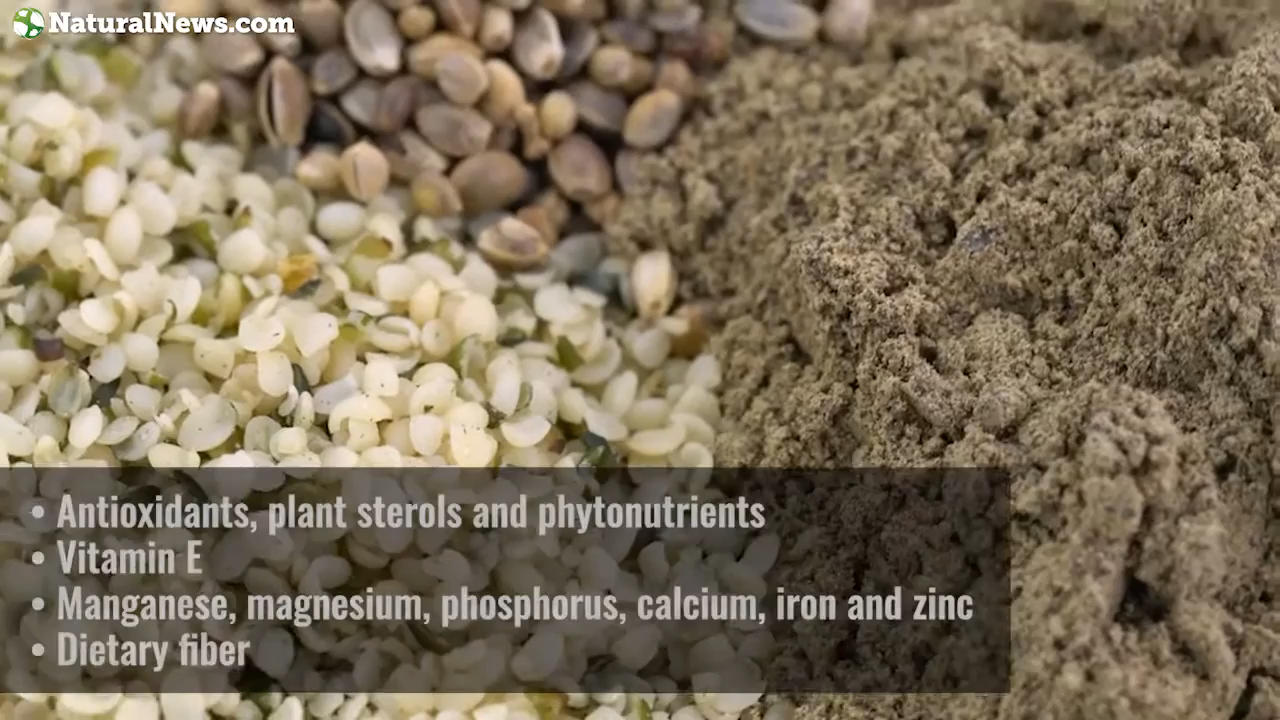 NaturalNews.com
• Antioxidants, plant sterols and phytonutrients
• Vitamin E
• Manganese, magnesium, phosphorus, calcium, iron and zinc
• Dietary fiber